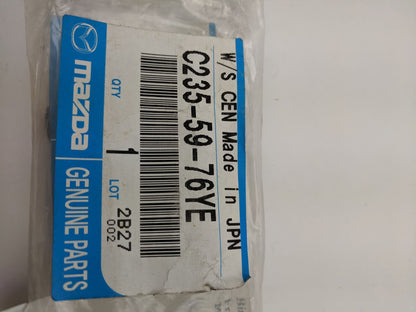 W/S CEN Made in JPN
C235-59-76YE
QTY 1 LOT 2B27
002
mazda
GENUINE PARTS